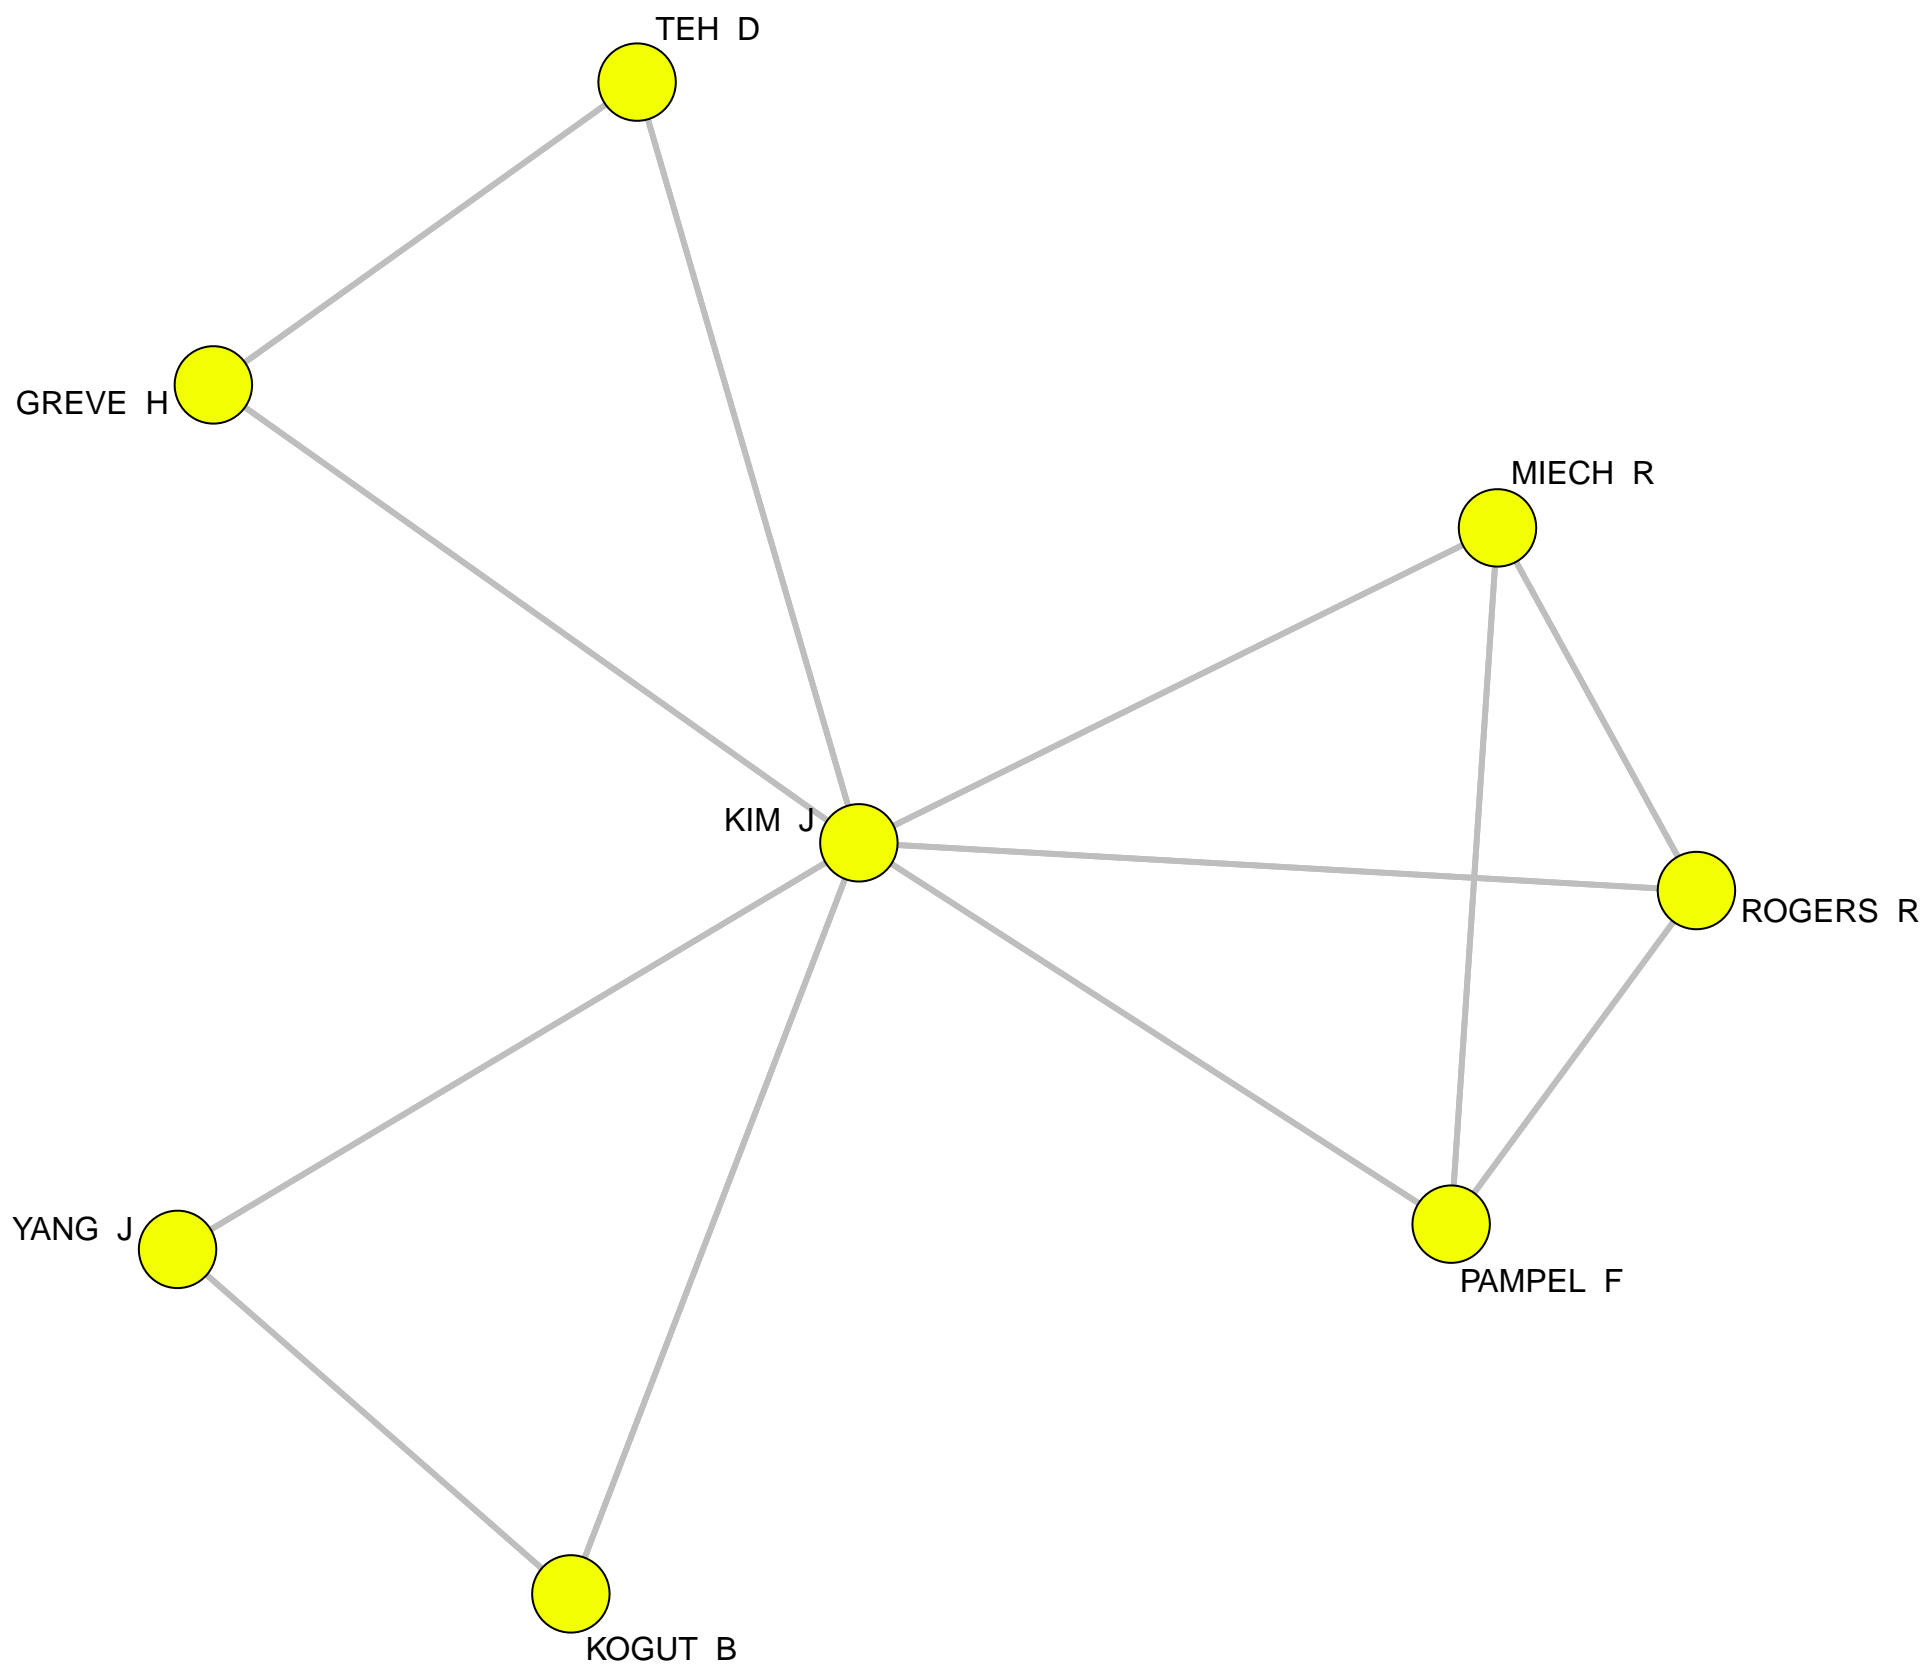 TEH D
GREVE H
MIECH R
KIM J
ROGERS R
YANG J
PAMPEL F
KOGUT B